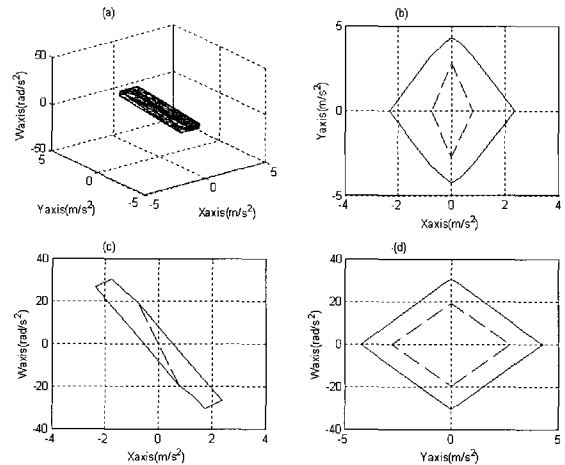 (a)
50
0
-50
Waxis(rad/s²)
5
0
-5
Yaxis(m/s²)
-5
0
5
Xaxis(m/s²)
(b)
5
0
-5
Yaxis(m/s²)
-4
-2
0
2
4
Xaxis(m/s²)
(c)
40
20
0
-20
-40
Waxis(rad/s²)
-4
-2
0
2
4
Xaxis(m/s²)
(d)
40
20
0
-20
-40
Waxis(rad/s²)
-5
0
5
Yaxis(m/s²)